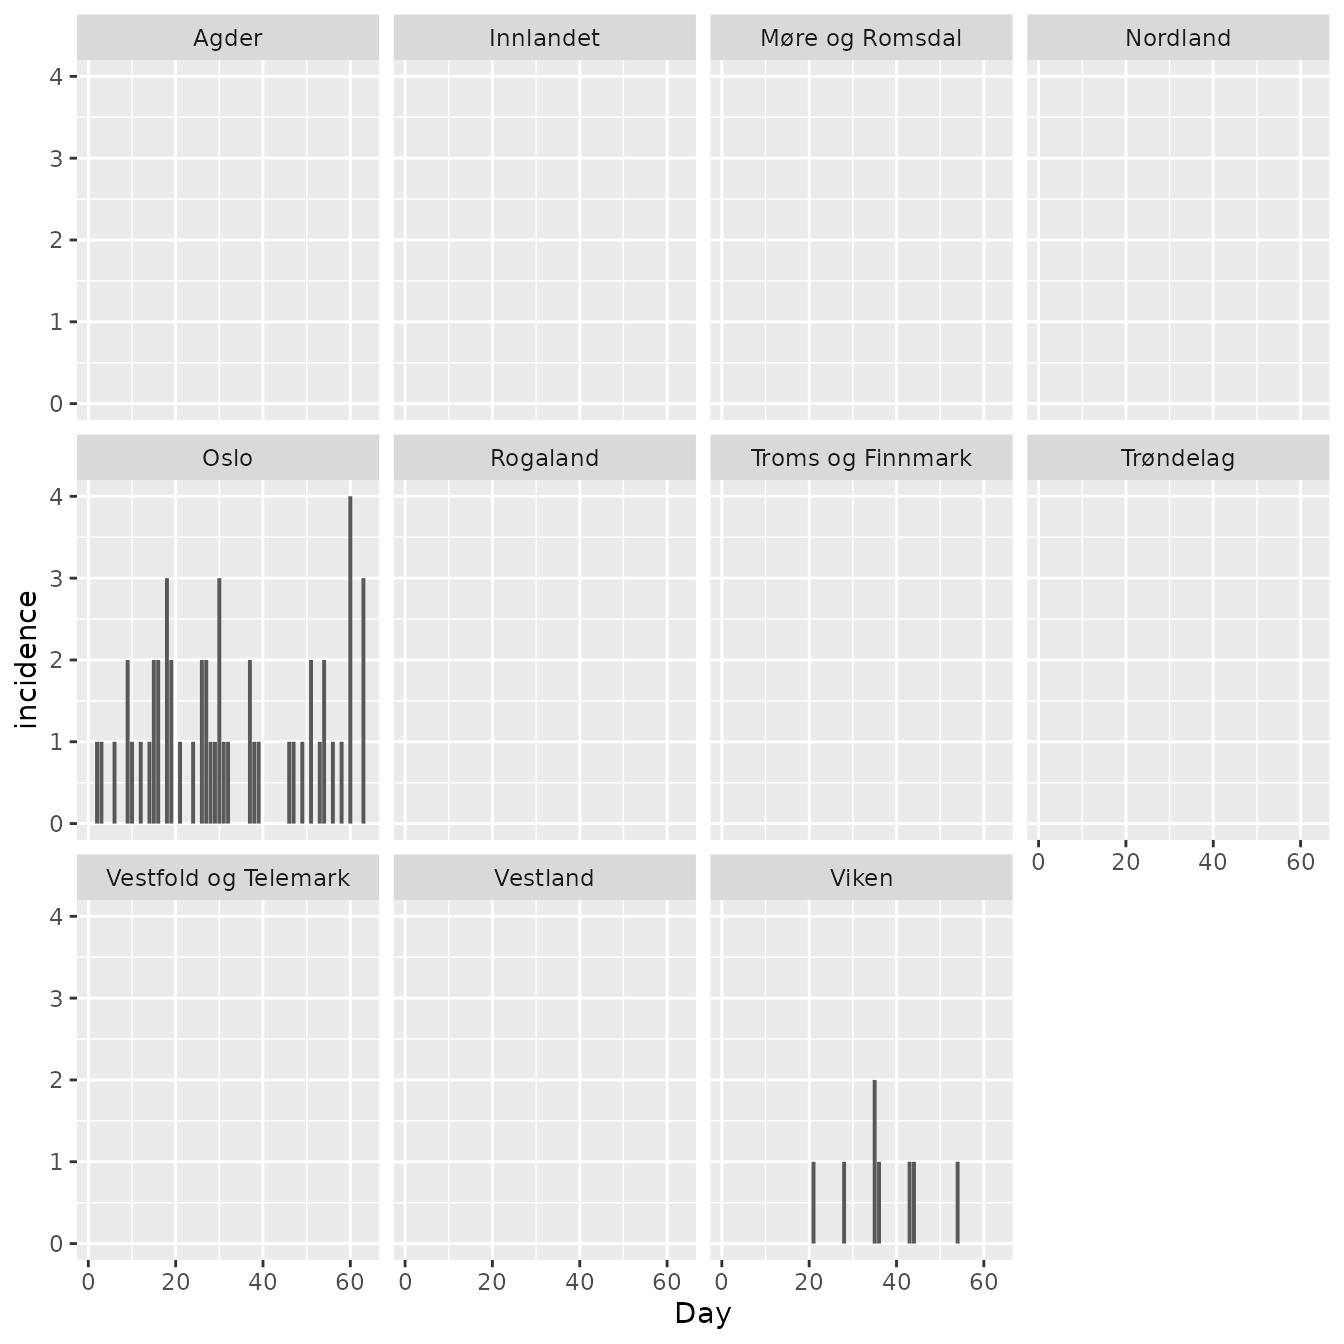 Agder Innlandet Møre og Romsdal Nordland
4
3
2
1
0
Oslo Rogaland Troms og Finnmark Trøndelag
4
3
2
1
0
0 20 40 60
incidence
Vestfold og Telemark Vestland Viken
4
3
2
1
0
0 20 40 60 0 20 40 60 0 20 40 60
Day